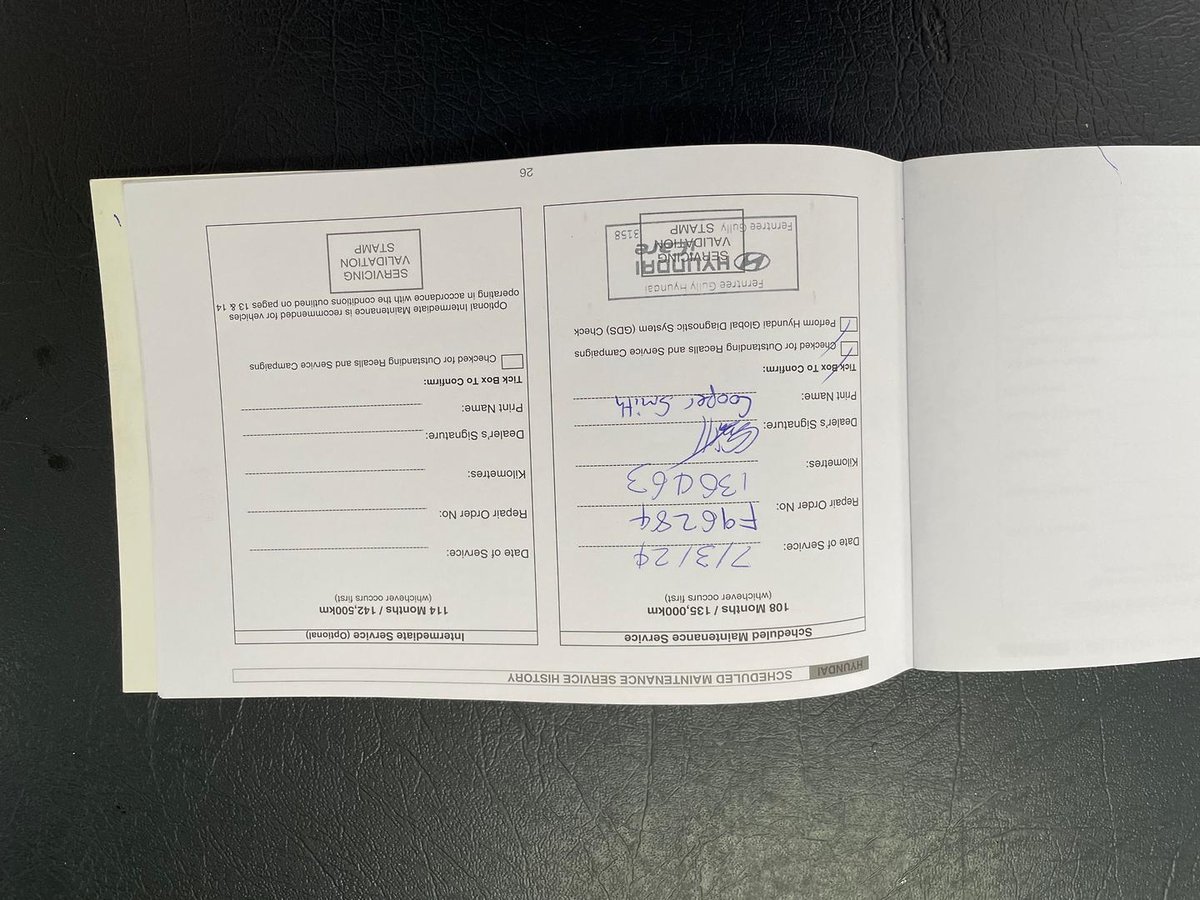 HYUNDAI
SCHEDULED MAINTENANCE SERVICE HISTORY
Scheduled Maintenance Service
108 Months / 135,000km
(whichever occurs first)
Date of Service: 7/3/24
Repair Order No: F96284
Kilometres:
Dealer's Signature:
Print Name: Cooper Smith
Tick Box To Confirm:
Checked for Outstanding Recalls and Service Campaigns
Perform Hyundai Global Diagnostic System (GDS) Check
Ferntree Gully Hyundai
HYUNDAI
iCare
Ferntree Gully 3158
SERVICING
VALIDATION
STAMP
Intermediate Service (Optional)
114 Months / 142,500km
(whichever occurs first)
Date of Service:
Repair Order No:
Kilometres:
Dealer's Signature:
Print Name:
Tick Box To Confirm:
Checked for Outstanding Recalls and Service Campaigns
Optional Intermediate Maintenance is recommended for vehicles
operating in accordance with the conditions outlined on pages 13 & 14
SERVICING
VALIDATION
STAMP
26